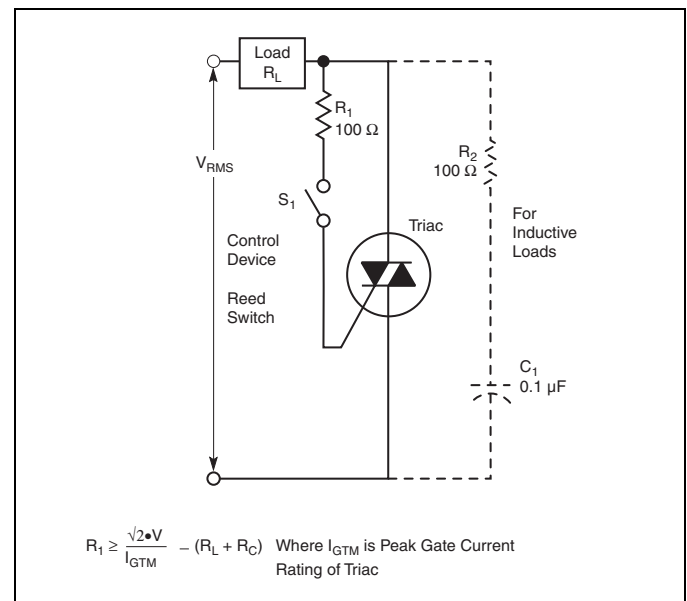 Load
R_L
R_1
100 Ω
V_RMS
R_2
100 Ω
S_1
Triac
For
Inductive
Loads
Control
Device
Reed
Switch
C_1
0.1 µF
R_1 ≥ √2•V / I_GTM – (R_L + R_C) Where I_GTM is Peak Gate Current
Rating of Triac